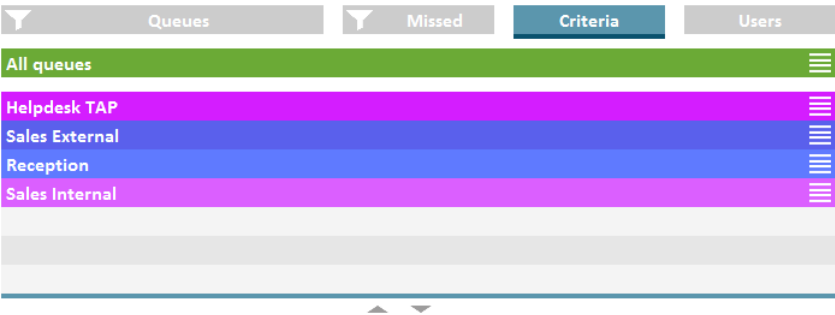 Queues Missed Criteria Users
All queues
Helpdesk TAP
Sales External
Reception
Sales Internal